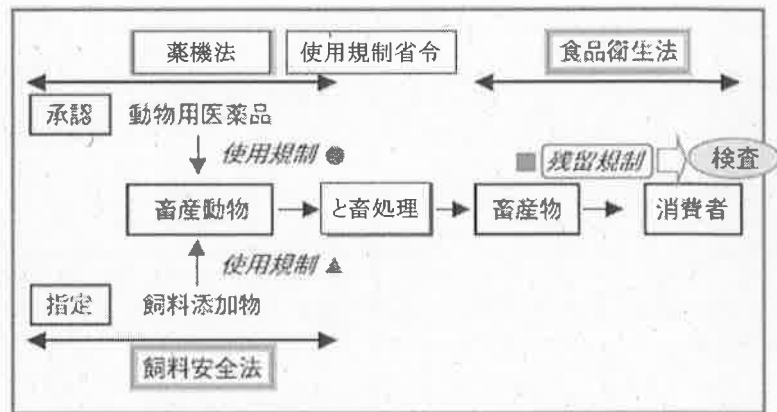 薬機法 使用規制省令 食品衛生法
承認 動物用医薬品
使用規制 ● ■ 残留規制 検査
畜産動物 と畜処理 畜産物 消費者
使用規制 ▲
指定 飼料添加物
飼料安全法